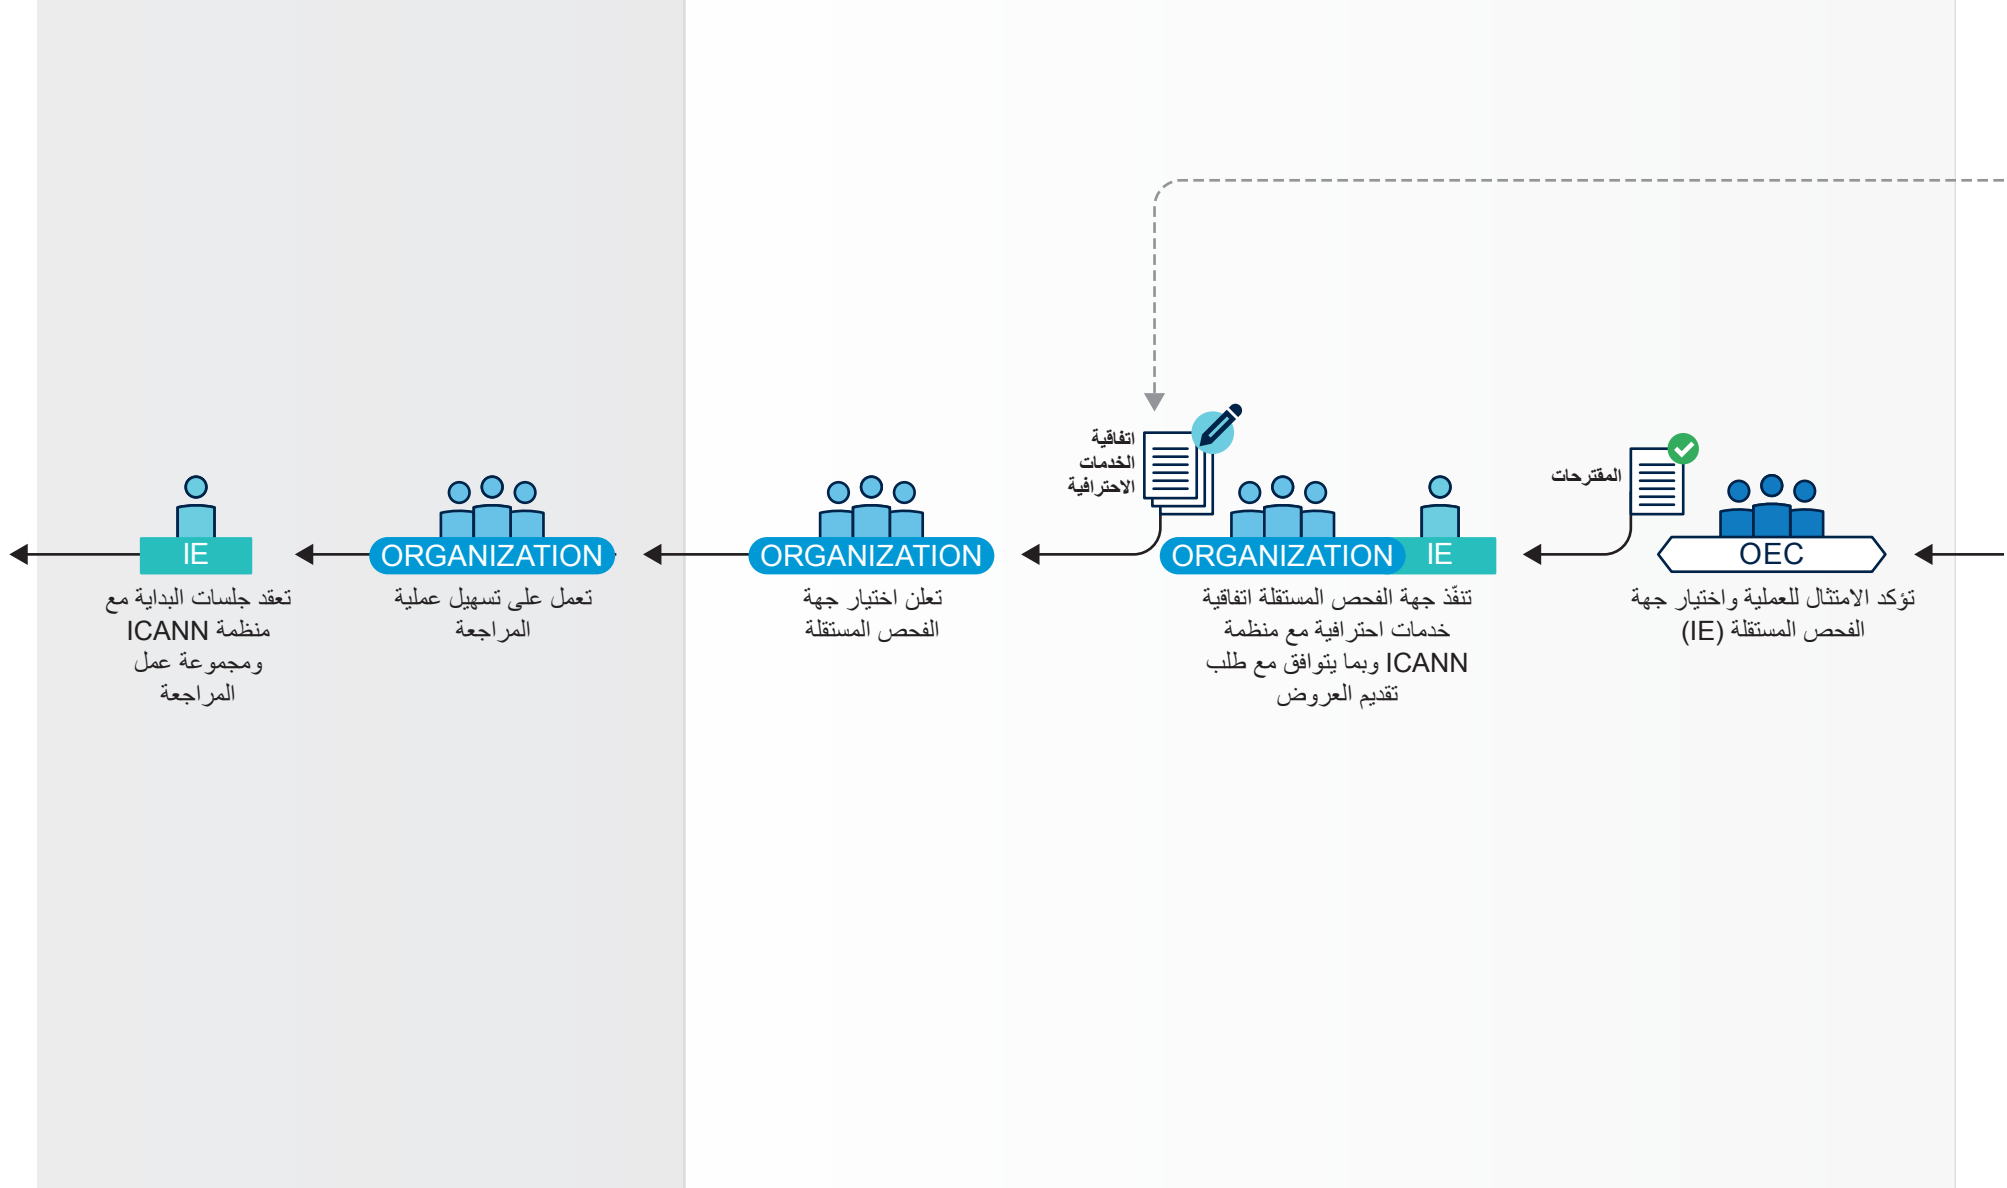 المقترحات
OEC
تؤكد الامتثال للعملية واختيار جهة
الفحص المستقلة (IE)
اتفاقية
الخدمات
الاحترافية
ORGANIZATION
IE
تنفّذ جهة الفحص المستقلة اتفاقية
خدمات احترافية مع منظمة
ICANN وبما يتوافق مع طلب
تقديم العروض
ORGANIZATION
تعلن اختيار جهة
الفحص المستقلة
ORGANIZATION
تعمل على تسهيل عملية
المراجعة
IE
تعقد جلسات البداية مع
منظمة ICANN
ومجموعة عمل
المراجعة